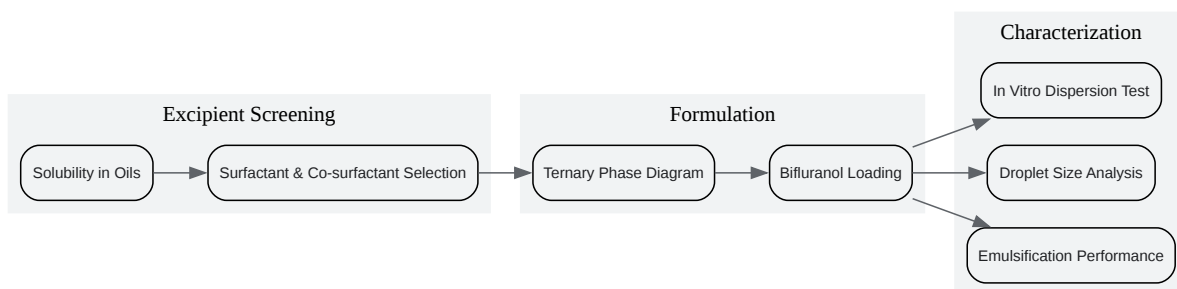 Excipient Screening
Solubility in Oils
Surfactant & Co-surfactant Selection
Formulation
Ternary Phase Diagram
Bifluranol Loading
Characterization
In Vitro Dispersion Test
Droplet Size Analysis
Emulsification Performance